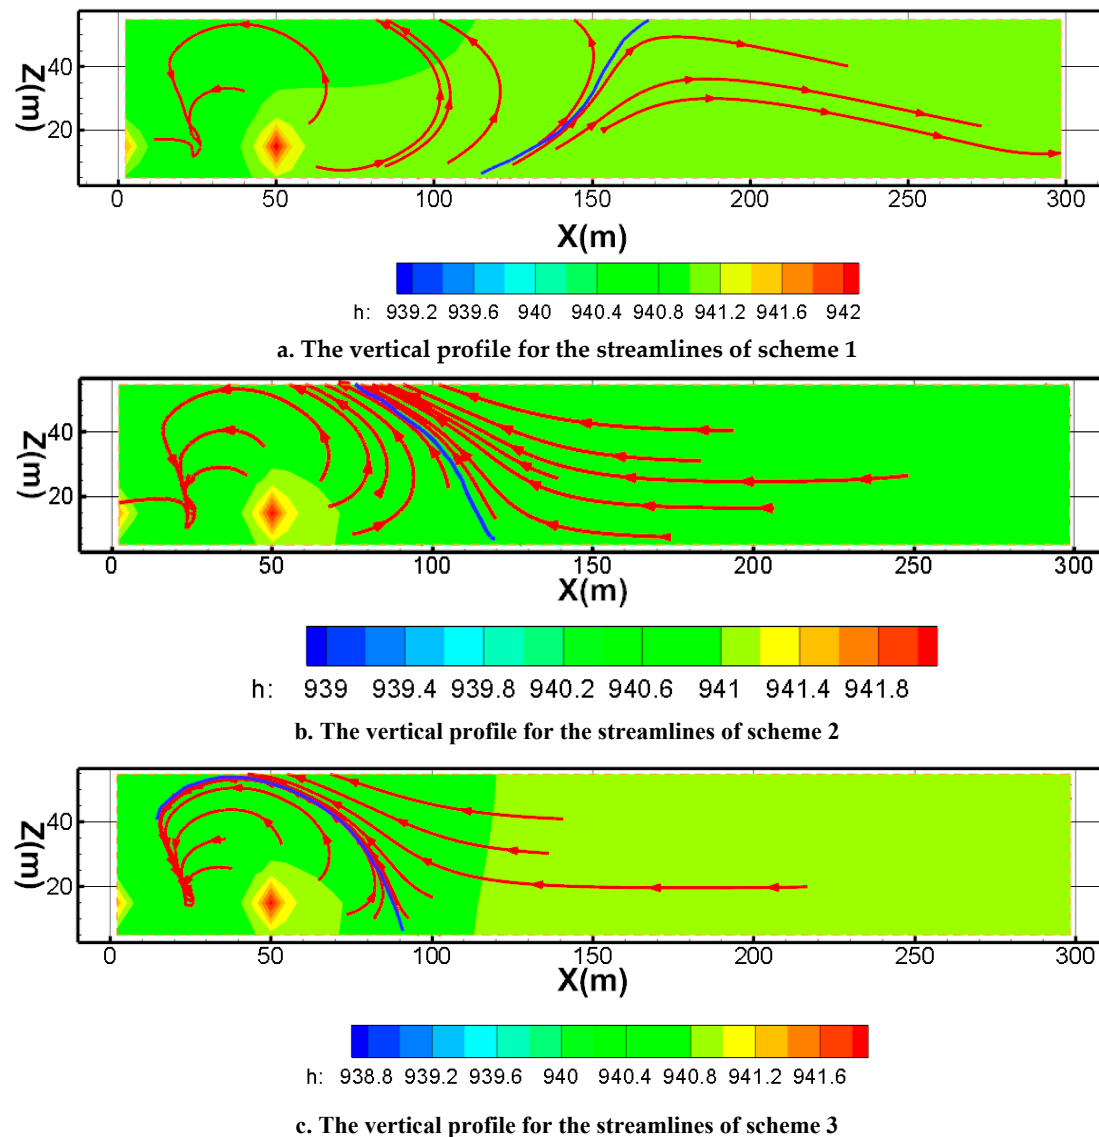 Z(m)
40
20
0 50 100 150 200 250 300
X(m)
h: 939.2 939.6 940 940.4 940.8 941.2 941.6 942
a. The vertical profile for the streamlines of scheme 1
Z(m)
40
20
0 50 100 150 200 250 300
X(m)
h: 939 939.4 939.8 940.2 940.6 941 941.4 941.8
b. The vertical profile for the streamlines of scheme 2
Z(m)
40
20
0 50 100 150 200 250 300
X(m)
h: 938.8 939.2 939.6 940 940.4 940.8 941.2 941.6
c. The vertical profile for the streamlines of scheme 3